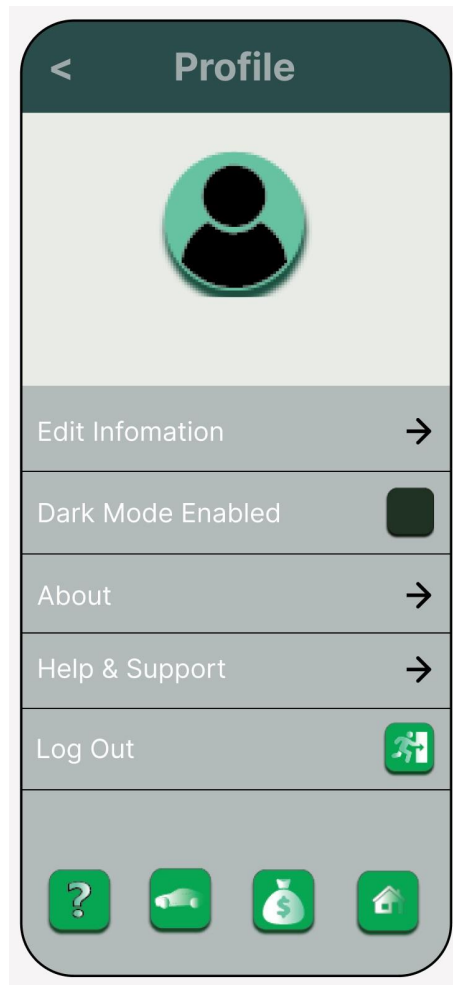 < Profile
Edit Infomation
Dark Mode Enabled
About
Help & Support
Log Out
?
$